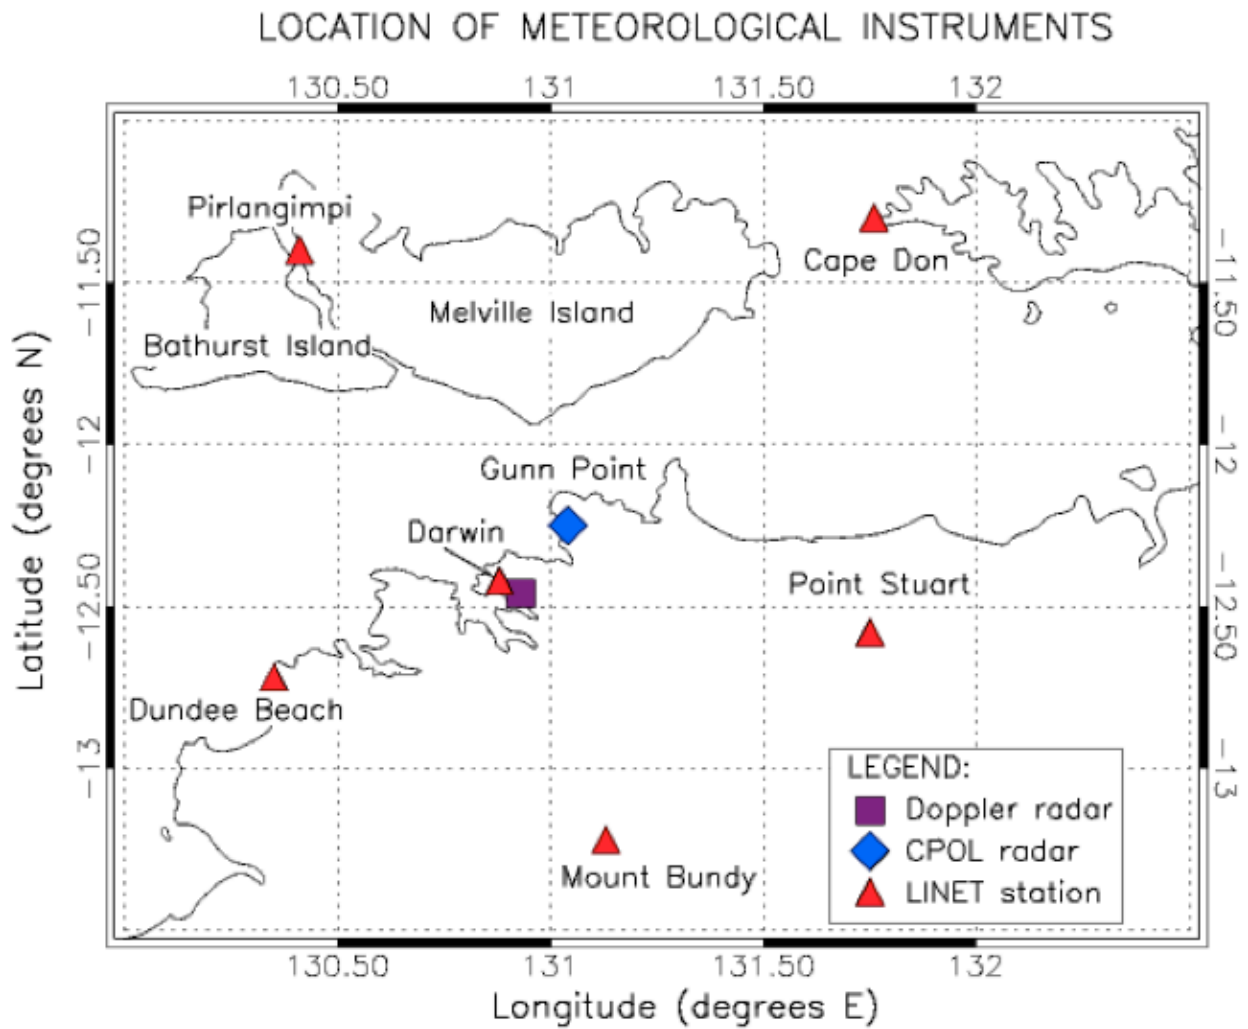 LOCATION OF METEOROLOGICAL INSTRUMENTS
130.50 131 131.50 132
Pirlangimpi
Cape Don
-11.50
-11.50
Melville Island
Bathurst Island
-12
-12
Gunn Point
Darwin
Point Stuart
-12.50
-12.50
Latitude (degrees N)
Dundee Beach
-13
-13
LEGEND:
Doppler radar
CPOL radar
LINET station
Mount Bundy
130.50 131 131.50 132
Longitude (degrees E)